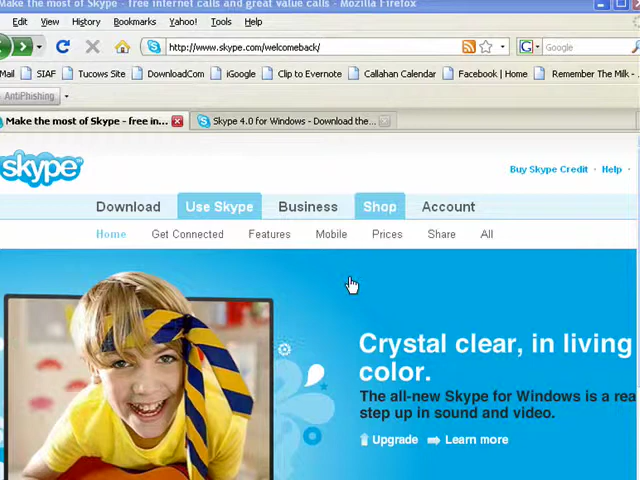 Make the most of Skype - free internet calls and great value calls - Mozilla Firefox
Edit View History Bookmarks Yahoo! Tools Help
http://www.skype.com/welcomeback/ G Google
Mail SIAF Tucows Site DownloadCom iGoogle Clip to Evernote Callahan Calendar Facebook | Home Remember The Milk -
AntiPhishing
Make the most of Skype - free in... Skype 4.0 for Windows - Download the...
skype
Buy Skype Credit · Help
Download Use Skype Business Shop Account
Home Get Connected Features Mobile Prices Share All
Crystal clear, in living
color.
The all-new Skype for Windows is a rea
step up in sound and video.
Upgrade Learn more